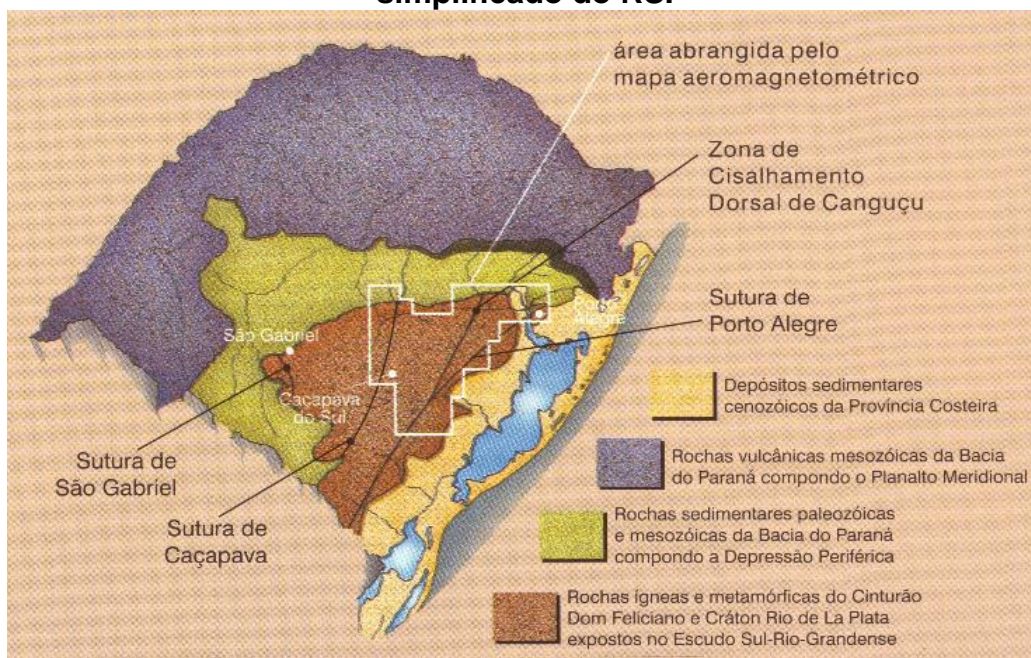 simplificado do RS.
área abrangida pelo
mapa aeromagnetométrico
Zona de
Cisalhamento
Dorsal de Canguçu
Sutura de
Porto Alegre
Porto
Alegre
São Gabriel
Caçapava
do Sul
Sutura de
São Gabriel
Sutura de
Caçapava
Depósitos sedimentares
cenozóicos da Província Costeira
Rochas vulcânicas mesozóicas da Bacia
do Paraná compondo o Planalto Meridional
Rochas sedimentares paleozóicas
e mesozóicas da Bacia do Paraná
compondo a Depressão Periférica
Rochas ígneas e metamórficas do Cinturão
Dom Feliciano e Cráton Rio de La Plata
expostos no Escudo Sul-Rio-Grandense